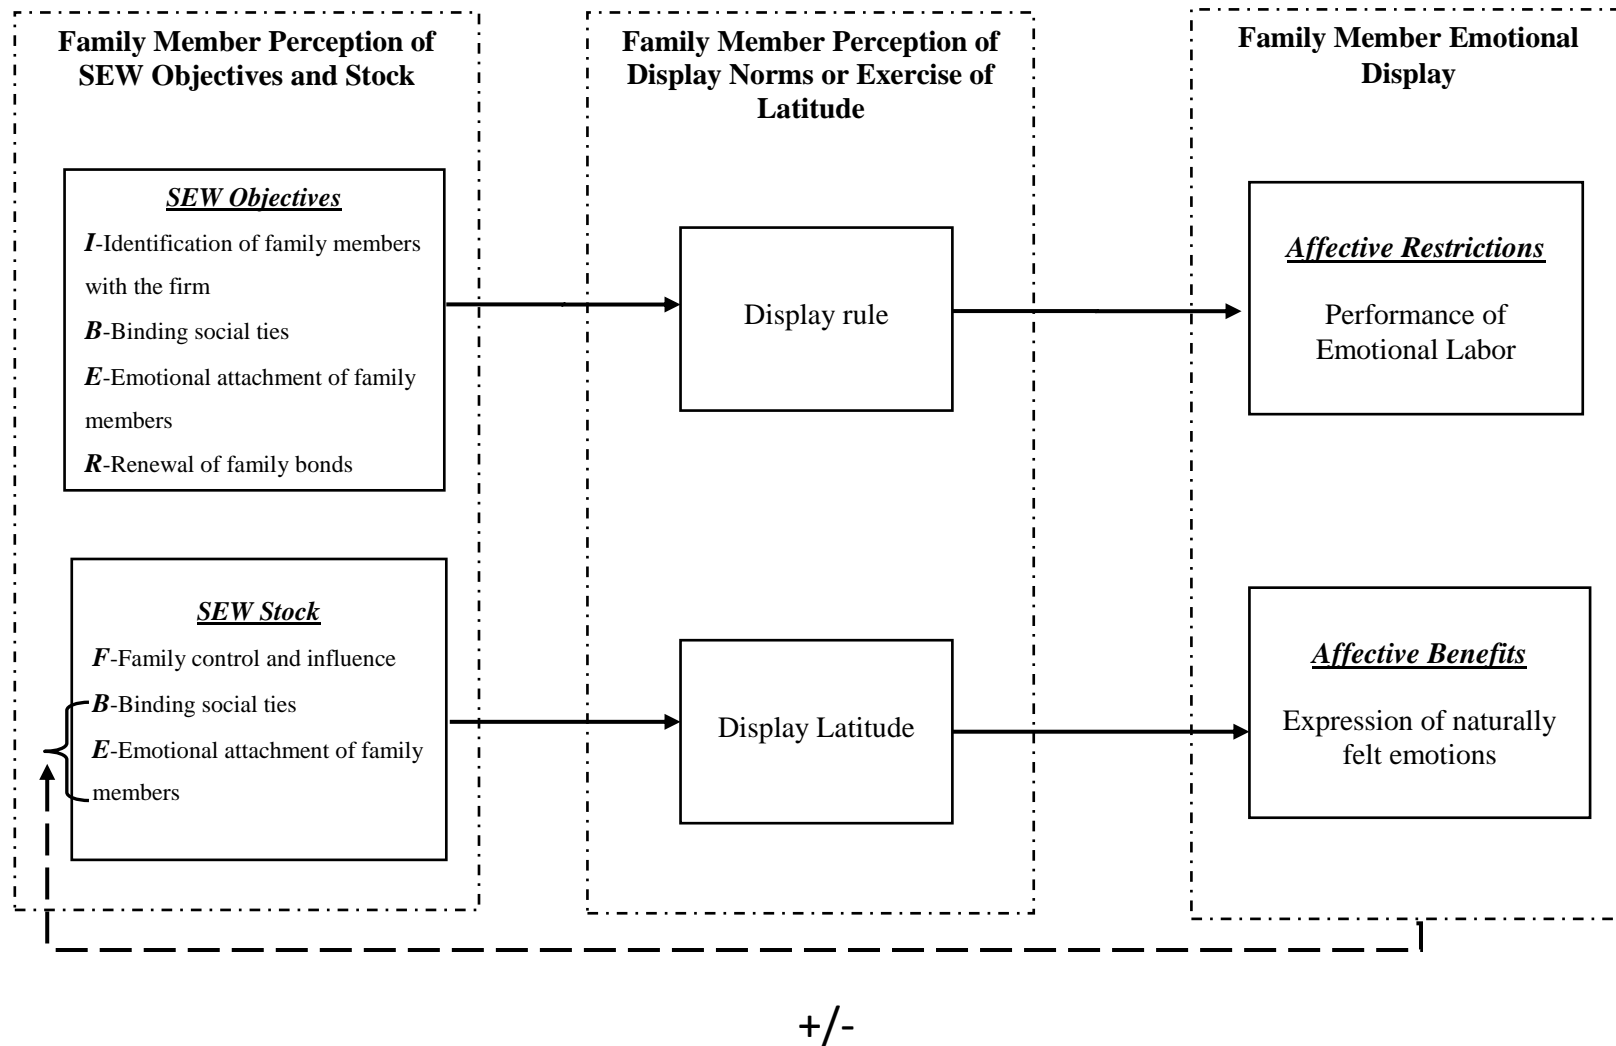 Family Member Perception of
SEW Objectives and Stock
SEW Objectives
I-Identification of family members
with the firm
B-Binding social ties
E-Emotional attachment of family
members
R-Renewal of family bonds
SEW Stock
F-Family control and influence
B-Binding social ties
E-Emotional attachment of family
members
Family Member Perception of
Display Norms or Exercise of
Latitude
Display rule
Display Latitude
Family Member Emotional
Display
Affective Restrictions
Performance of
Emotional Labor
Affective Benefits
Expression of naturally
felt emotions
+/-